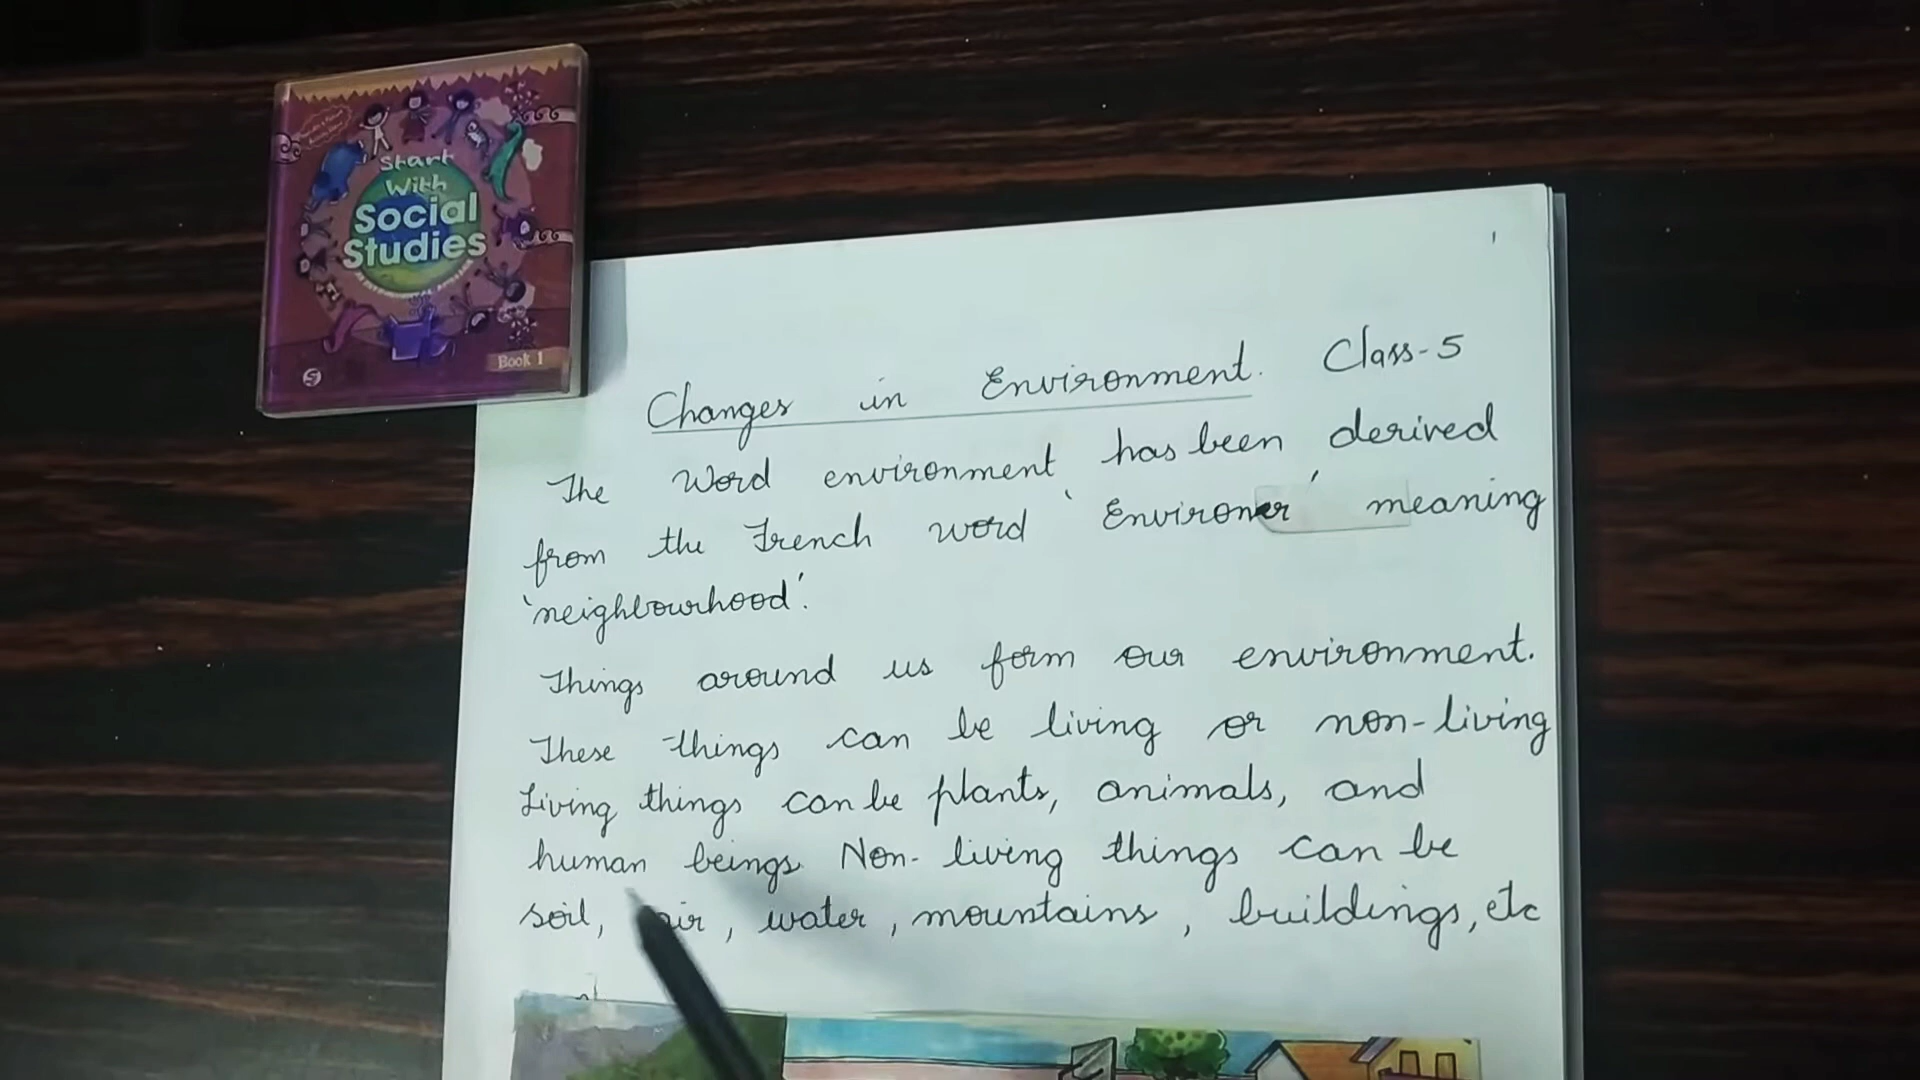 Start
With
Social
Studies
Book 1
Changes in Environment. Class-5
The Word environment has been derived
from the French word 'Environer' meaning
'neighbourhood'.
Things around us form our environment.
These things can be living or non-living
Living things can be plants, animals, and
human beings. Non-living things can be
soil, air, water, mountains, buildings, etc